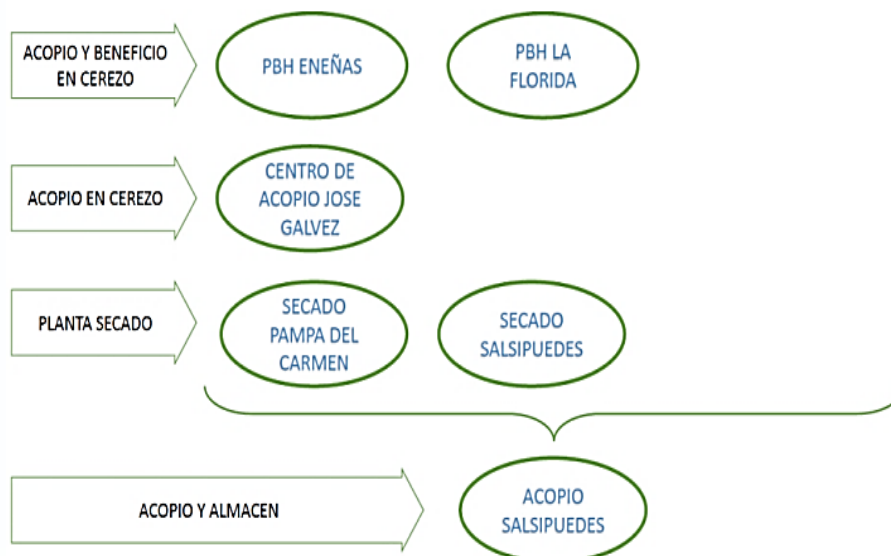 ACOPIO Y BENEFICIO
EN CEREZO
PBH ENEÑAS
PBH LA
FLORIDA
ACOPIO EN CEREZO
CENTRO DE
ACOPIO JOSE
GALVEZ
PLANTA SECADO
SECADO
PAMPA DEL
CARMEN
SECADO
SALSIPUEDES
ACOPIO Y ALMACEN
ACOPIO
SALSIPUEDES